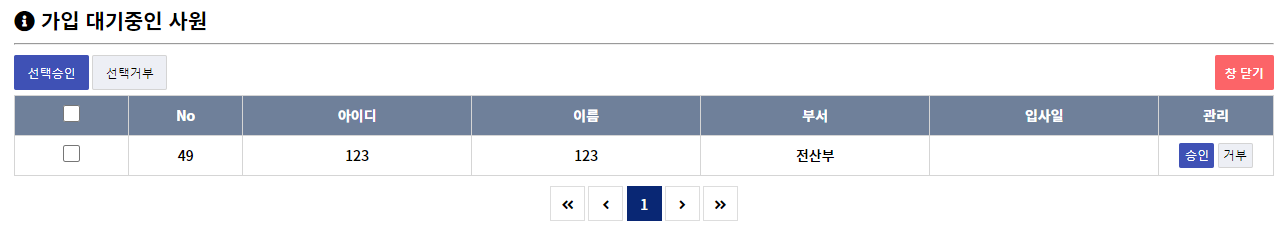 가입 대기중인 사원
선택승인 선택거부 창 닫기
No 아이디 이름 부서 입사일 관리
49 123 123 전산부 승인 거부
« ‹ 1 › »